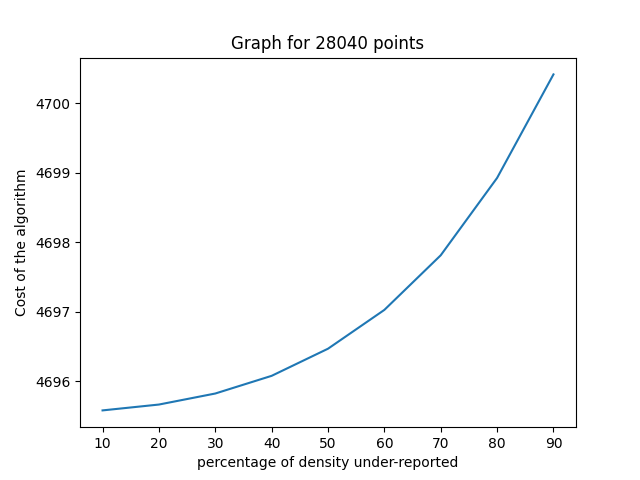 Graph for 28040 points
Cost of the algorithm
4700
4699
4698
4697
4696
10 20 30 40 50 60 70 80 90
percentage of density under-reported